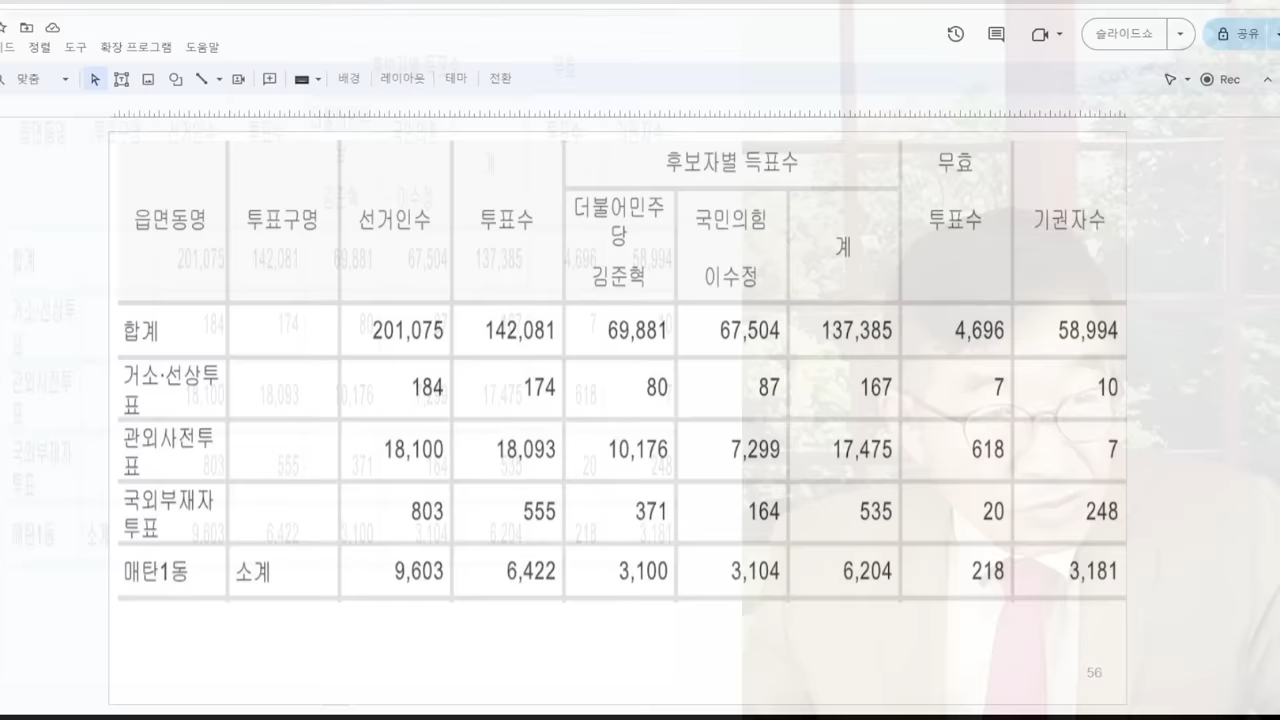 정렬 도구 확장 프로그램 도움말
슬라이드쇼
공유
맞춤
배경 레이아웃 테마 전환
Rec
읍면동명 투표구명 선거인수 투표수 후보자별 득표수 무효 투표수 기권자수
더불어민주당 김준혁 국민의힘 이수정 계
합계 201,075 142,081 69,881 67,504 137,385 4,696 58,994
거소·선상투표 184 174 80 87 167 7 10
관외사전투표 18,100 18,093 10,176 7,299 17,475 618 7
국외부재자투표 803 555 371 164 535 20 248
매탄1동 소계 9,603 6,422 3,100 3,104 6,204 218 3,181
56